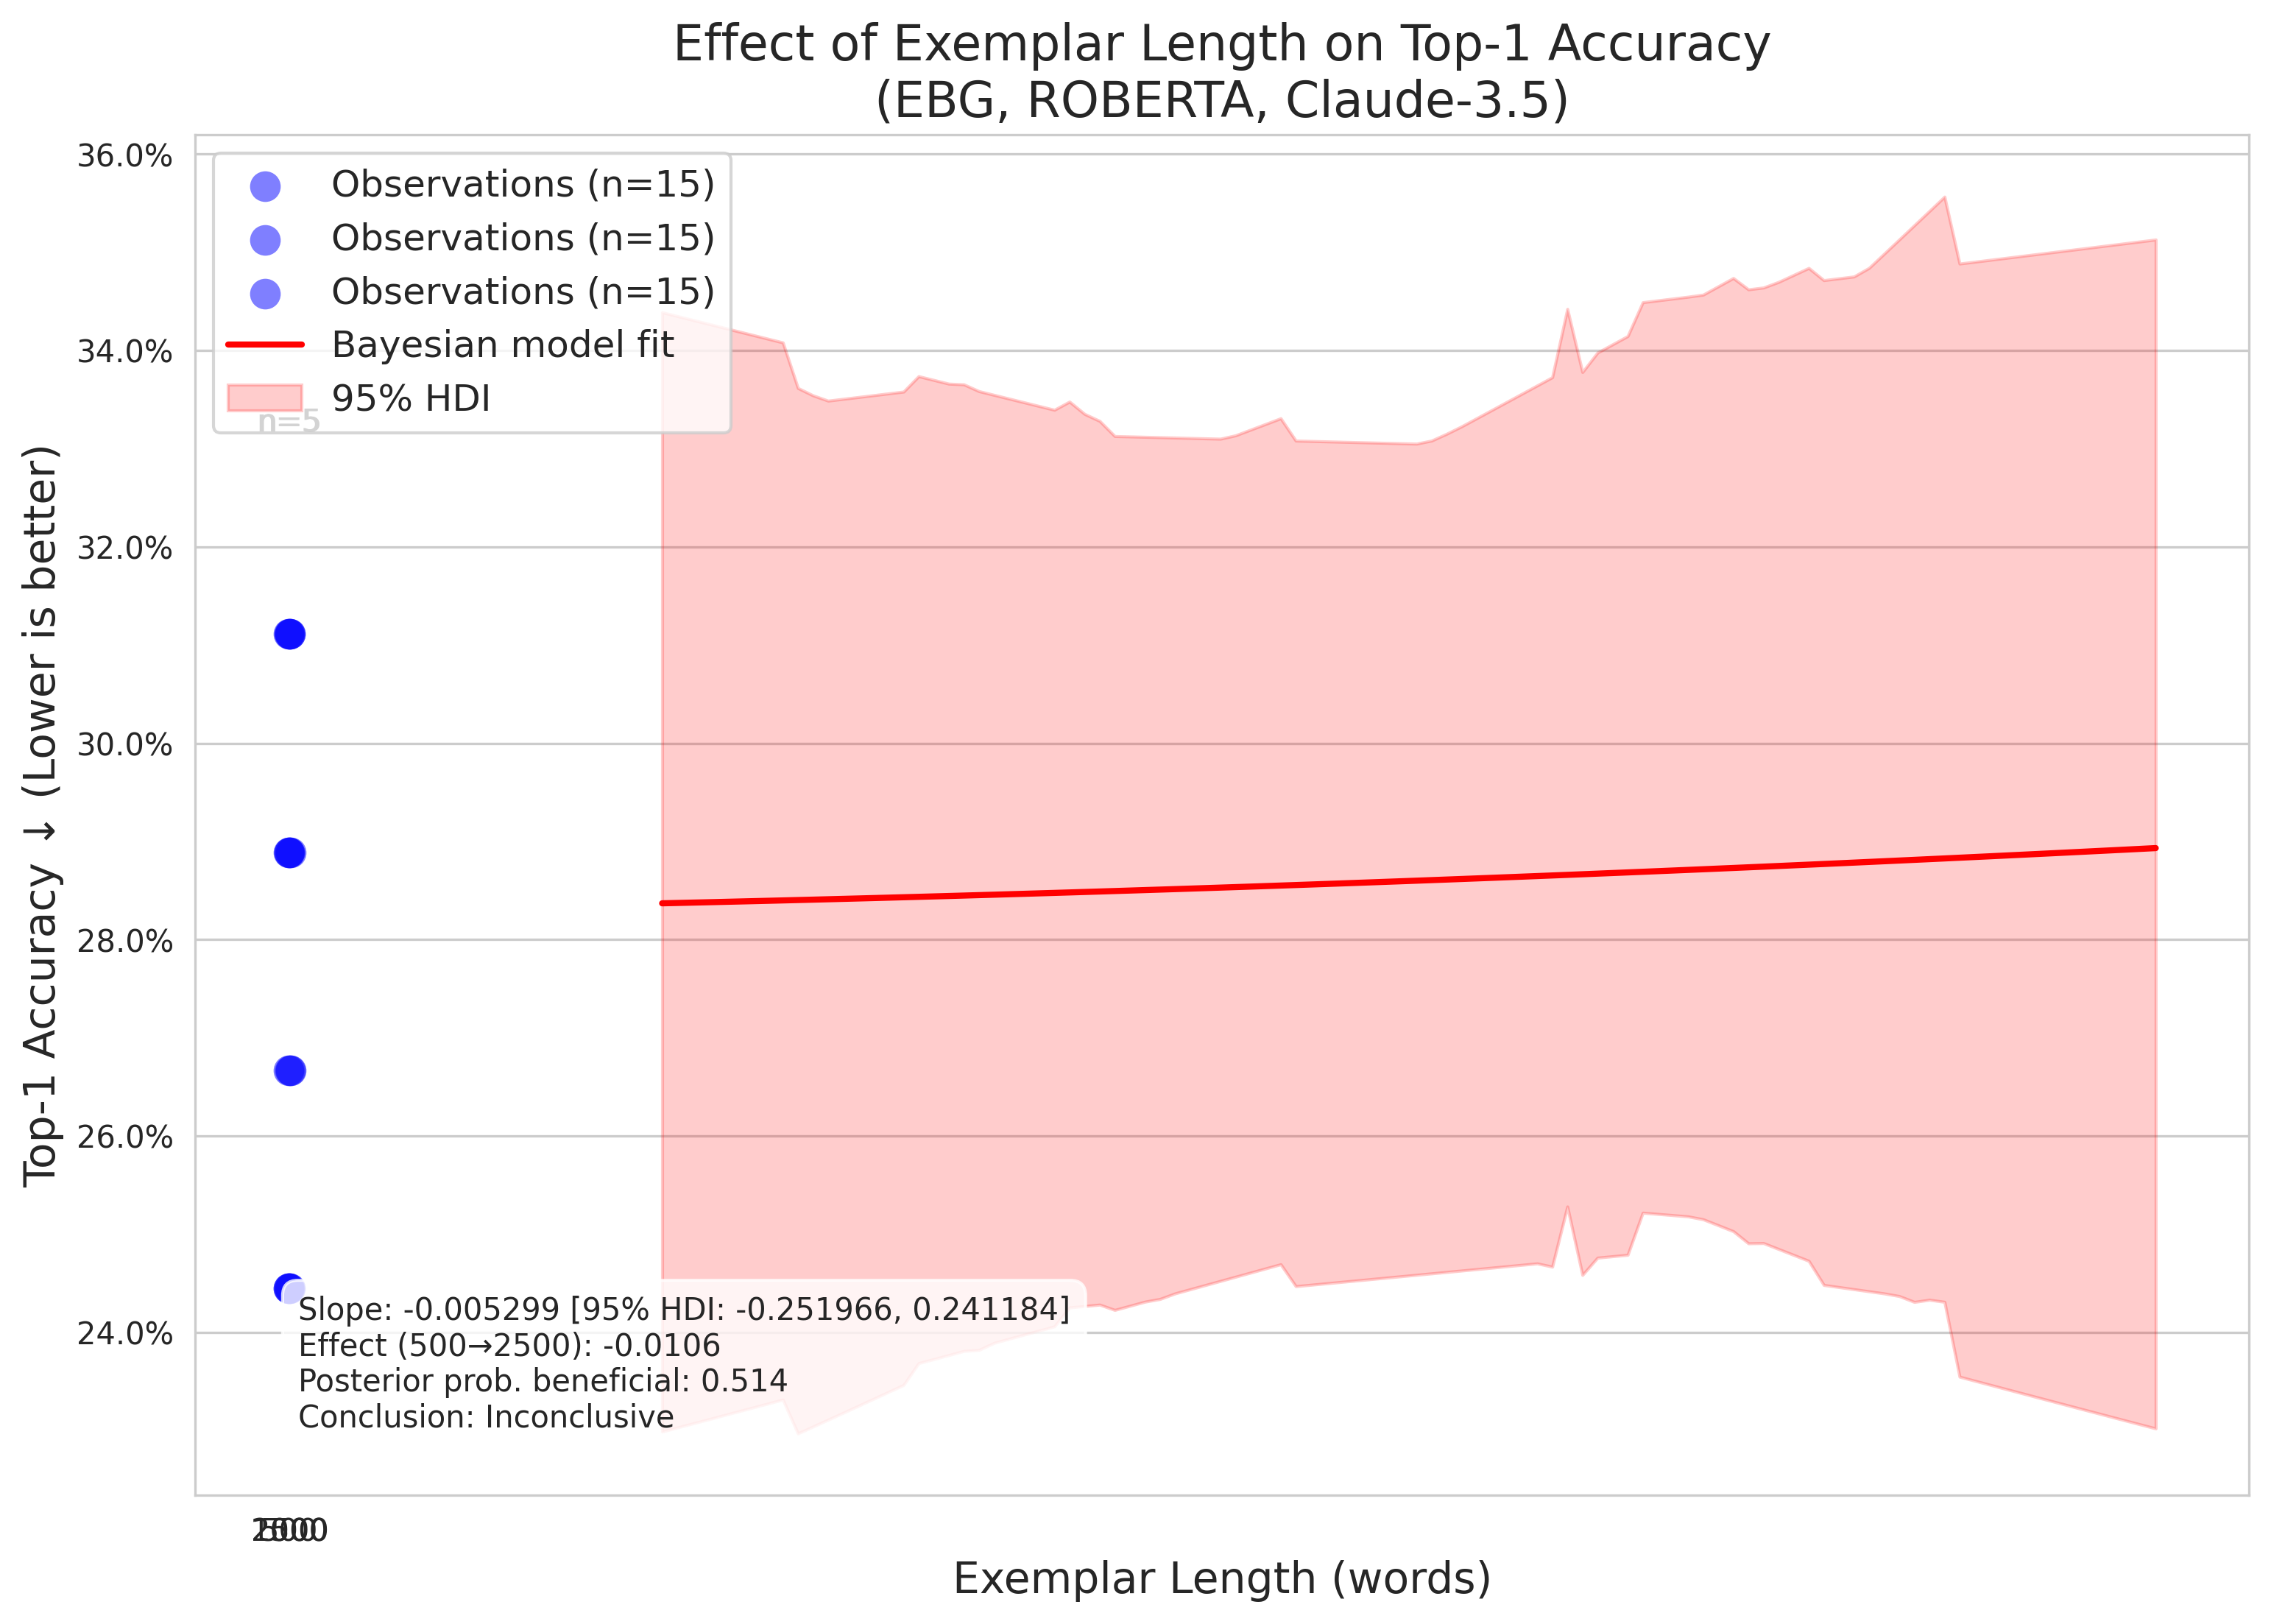 Effect of Exemplar Length on Top-1 Accuracy
(EBG, ROBERTA, Claude-3.5)
36.0%
34.0%
32.0%
30.0%
28.0%
26.0%
24.0%
Top-1 Accuracy ↓ (Lower is better)
Observations (n=15)
Observations (n=15)
Observations (n=15)
Bayesian model fit
95% HDI
n=5
Slope: -0.005299 [95% HDI: -0.251966, 0.241184]
Effect (500→2500): -0.0106
Posterior prob. beneficial: 0.514
Conclusion: Inconclusive
Exemplar Length (words)